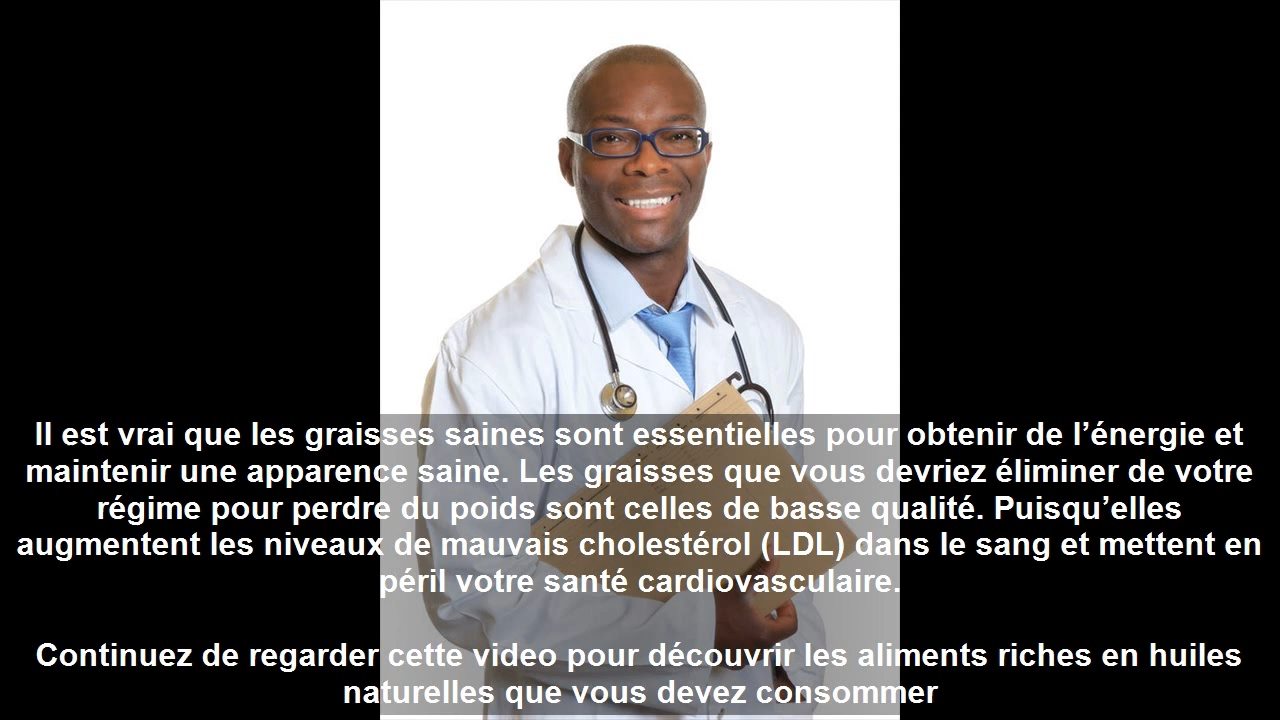 Il est vrai que les graisses saines sont essentielles pour obtenir de l’énergie et
maintenir une apparence saine. Les graisses que vous devriez éliminer de votre
régime pour perdre du poids sont celles de basse qualité. Puisqu’elles
augmentent les niveaux de mauvais cholestérol (LDL) dans le sang et mettent en
péril votre santé cardiovasculaire.
Continuez de regarder cette video pour découvrir les aliments riches en huiles
naturelles que vous devez consommer